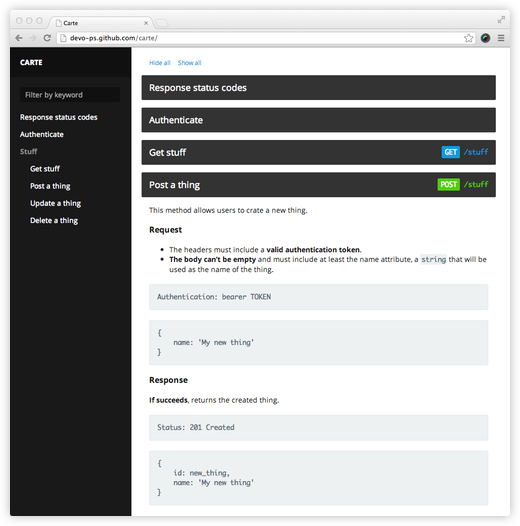 Carte
devo-ps.github.com/carte/
CARTE
Filter by keyword
Response status codes
Authenticate
Stuff
Get stuff
Post a thing
Update a thing
Delete a thing
Hide all Show all
Response status codes
Authenticate
Get stuff GET /stuff
Post a thing POST /stuff
This method allows users to crate a new thing.
Request
The headers must include a valid authentication token.
The body can't be empty and must include at least the name attribute, a string that will be
used as the name of the thing.
Authentication: bearer TOKEN
{
name: 'My new thing'
}
Response
If succeeds, returns the created thing.
Status: 201 Created
{
id: new_thing,
name: 'My new thing'
}